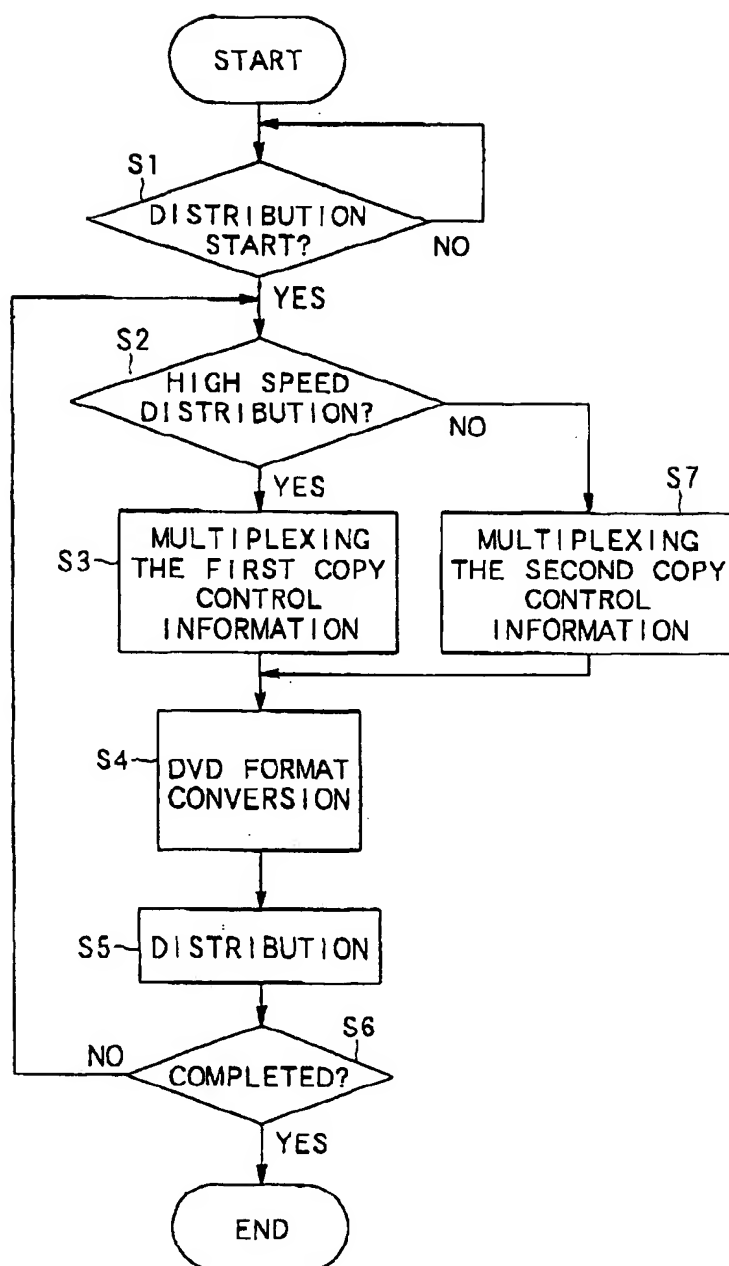 START
S1
DISTRIBUTION
START?
NO
YES
S2
HIGH SPEED
DISTRIBUTION?
NO
YES
S7
S3
MULTIPLEXING
THE FIRST COPY
CONTROL
INFORMATION
MULTIPLEXING
THE SECOND COPY
CONTROL
INFORMATION
S4
DVD FORMAT
CONVERSION
S5
DISTRIBUTION
S6
NO
COMPLETED?
YES
END